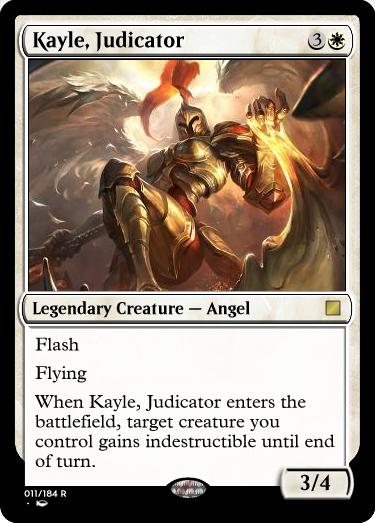 Kayle, Judicator 3
Legendary Creature — Angel
Flash
Flying
When Kayle, Judicator enters the
battlefield, target creature you
control gains indestructible until end
of turn.
3/4
011/184 R